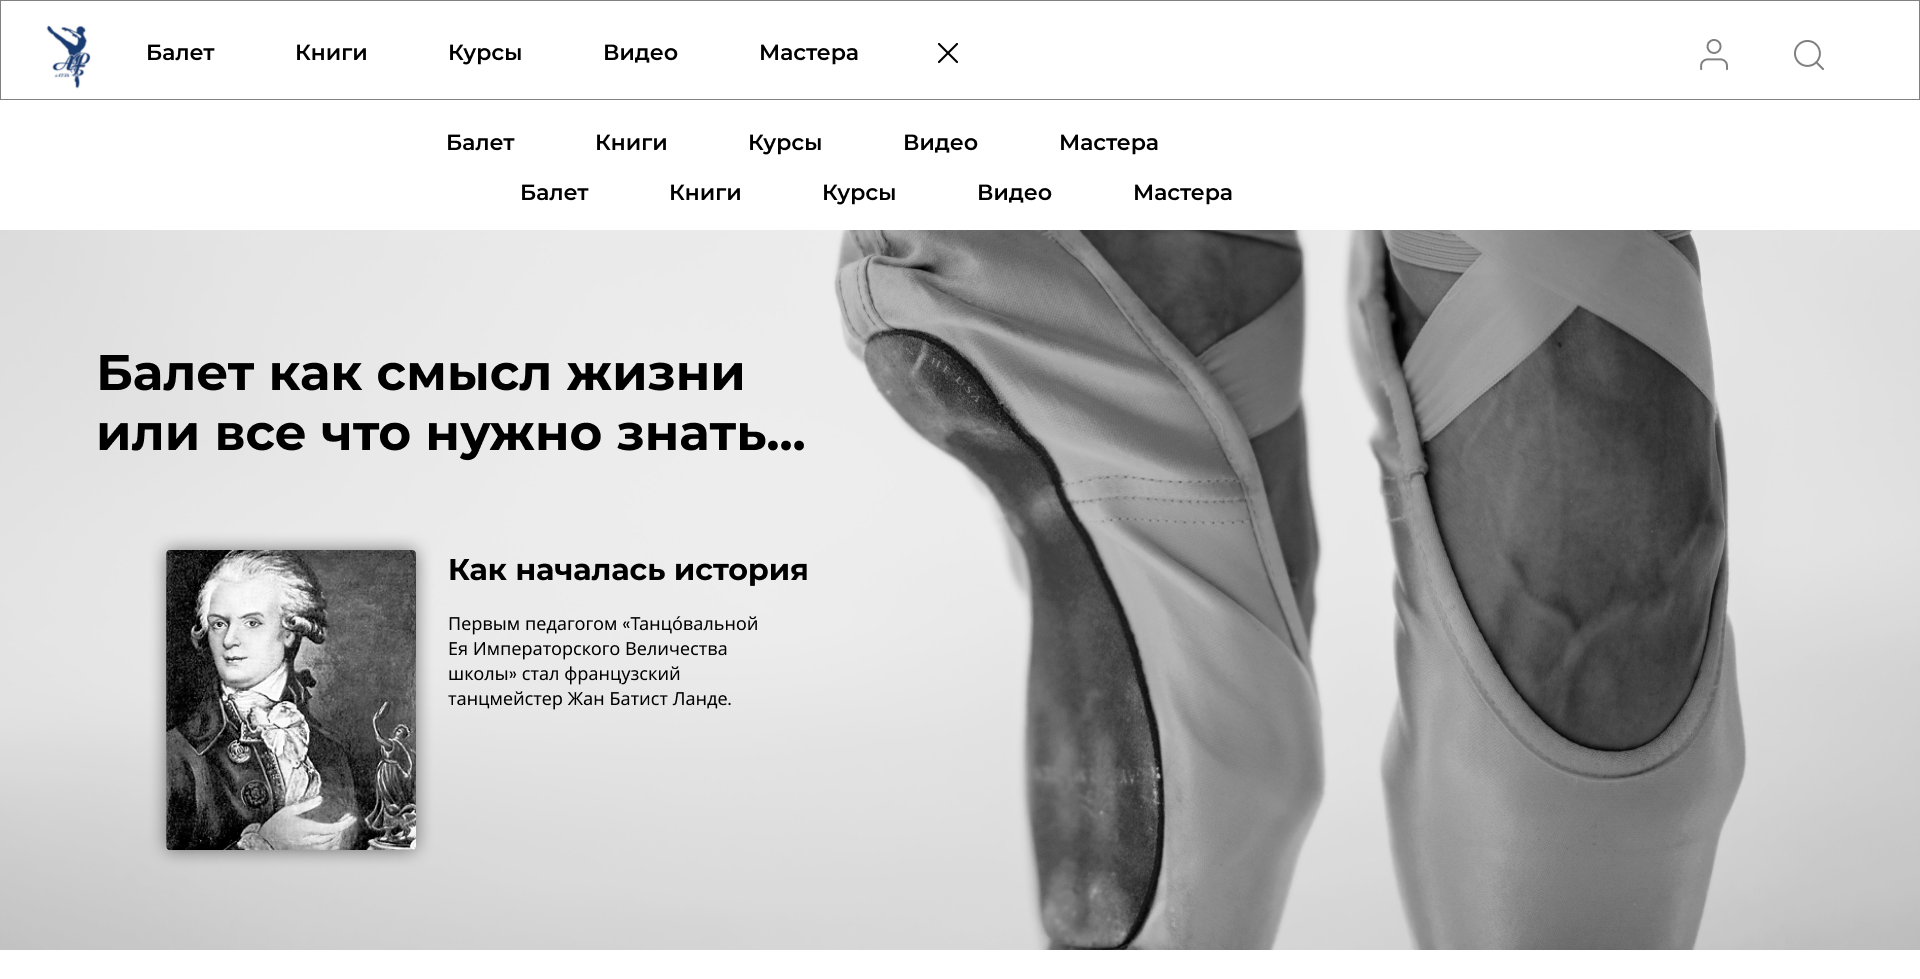 Балет Книги Курсы Видео Мастера
Балет Книги Курсы Видео Мастера
Балет Книги Курсы Видео Мастера
Балет как смысл жизни
или все что нужно знать...
Как началась история
Первым педагогом «Танцо́вальной
Ея Императорского Величества
школы» стал французский
танцмейстер Жан Батист Ланде.